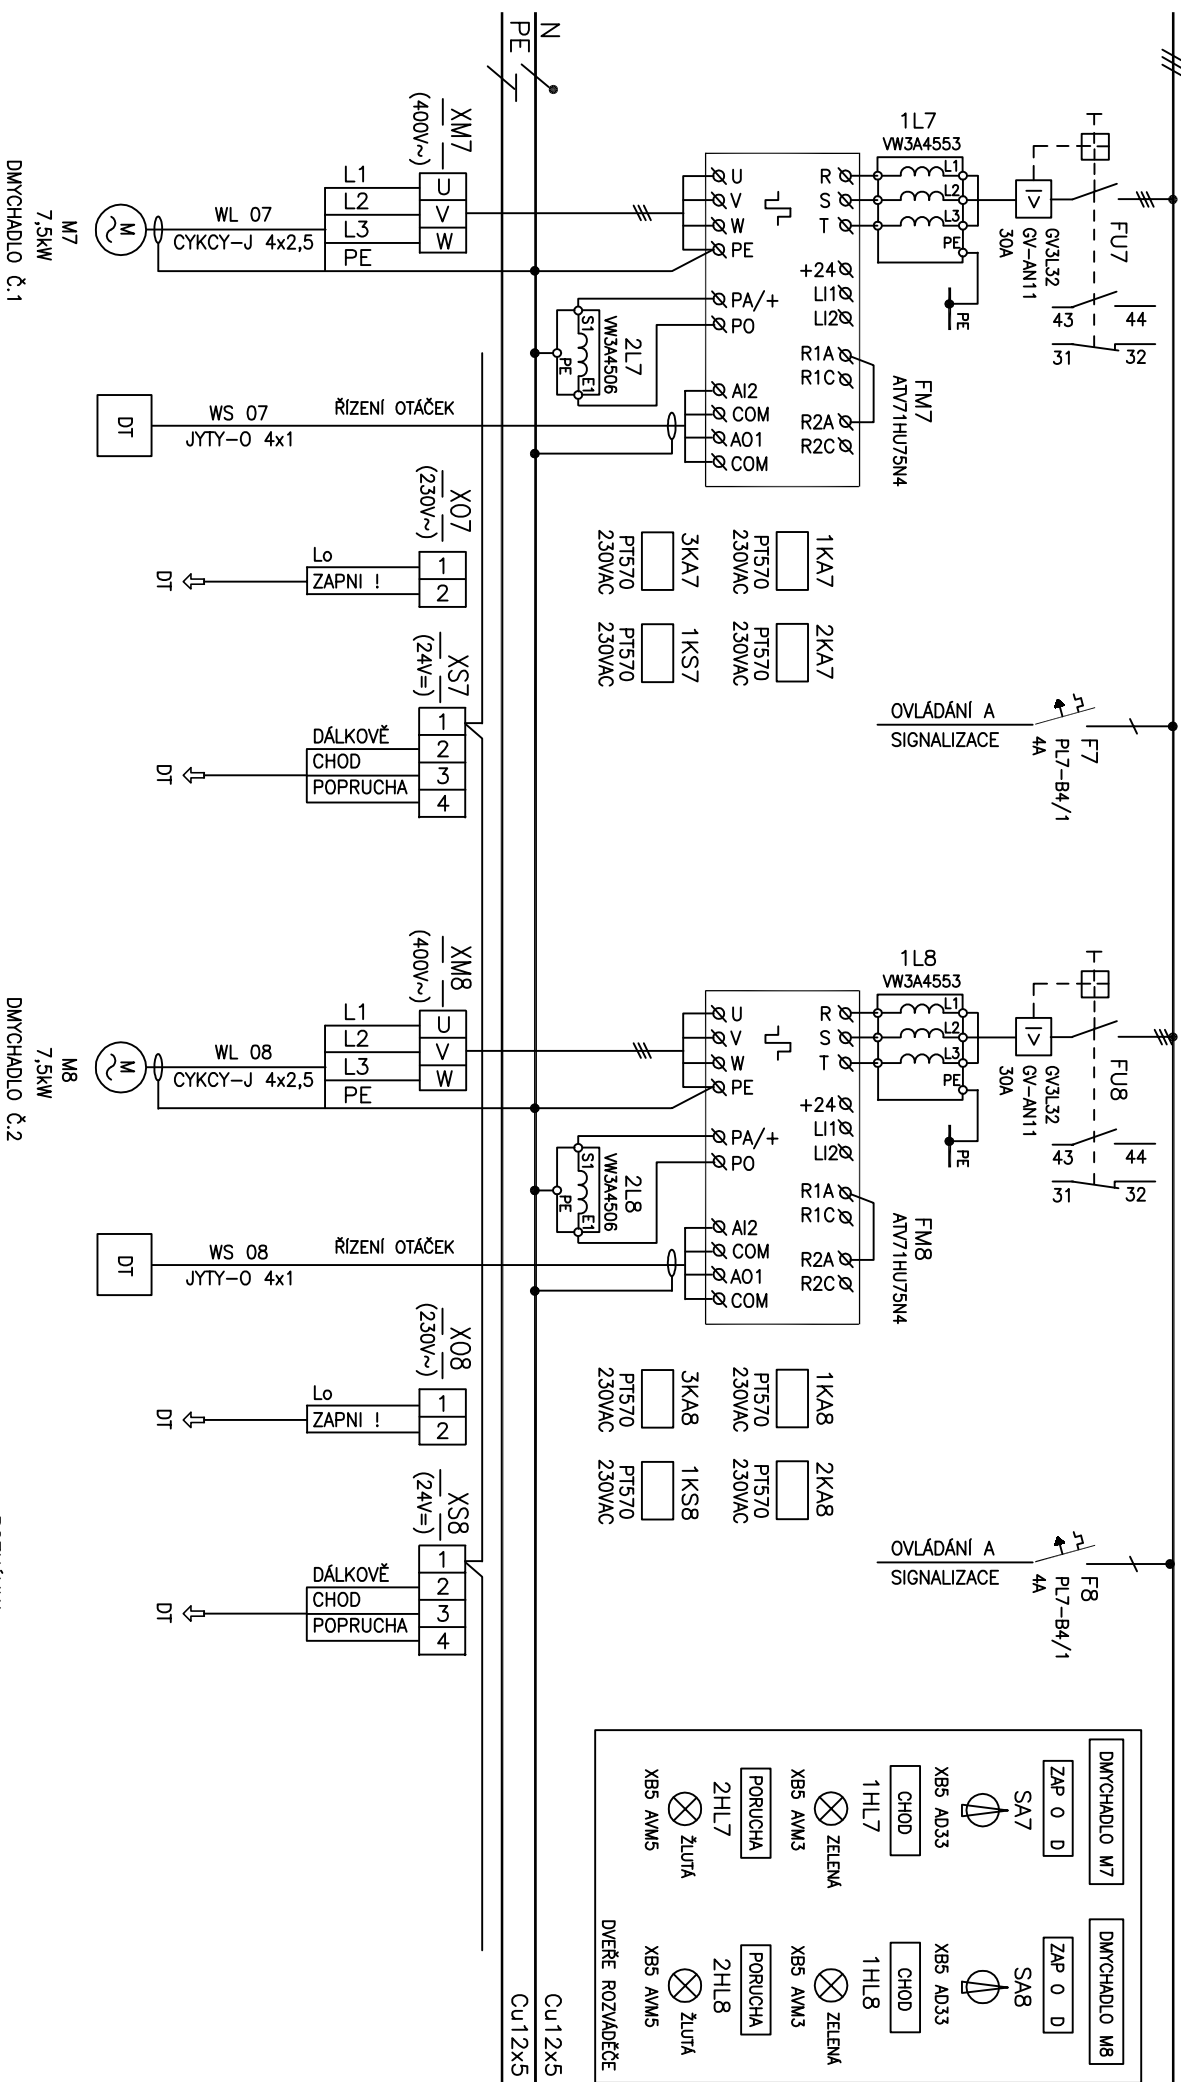 N
PE
XM7
(400V~)
U
V
W
L1
L2
L3
PE
WL 07
CYKCY-J 4x2,5
M
M7
7,5kW
DMYCHADLO Č.1
1L7
VW3A4553
L1
L2
L3
PE
PE
FU7
GV3L32
GV-AN11
30A
I>
43
44
31
32
U
V
W
PE
PA/+
PO
AI2
COM
AO1
COM
R
S
T
+24
LI1
LI2
R1A
R1C
R2A
R2C
FM7
ATV71HU75N4
2L7
VW3A4506
S1
E1
PE
DT
WS 07
JYTY-O 4x1
ŘÍZENÍ OTÁČEK
XO7
(230V~)
1
2
Lo
ZAPNI !
DT
XS7
(24V=)
1
2
3
4
DÁLKOVĚ
CHOD
POPRUCHA
DT
1KA7
PT570
230VAC
2KA7
PT570
230VAC
3KA7
PT570
230VAC
1KS7
PT570
230VAC
OVLÁDÁNÍ A
SIGNALIZACE
F7
PL7-B4/1
4A
XM8
(400V~)
U
V
W
L1
L2
L3
PE
WL 08
CYKCY-J 4x2,5
M
M8
7,5kW
DMYCHADLO Č.2
1L8
VW3A4553
L1
L2
L3
PE
PE
FU8
GV3L32
GV-AN11
30A
I>
43
44
31
32
U
V
W
PE
PA/+
PO
AI2
COM
AO1
COM
R
S
T
+24
LI1
LI2
R1A
R1C
R2A
R2C
FM8
ATV71HU75N4
2L8
VW3A4506
S1
E1
PE
DT
WS 08
JYTY-O 4x1
ŘÍZENÍ OTÁČEK
XO8
(230V~)
1
2
Lo
ZAPNI !
DT
XS8
(24V=)
1
2
3
4
DÁLKOVĚ
CHOD
POPRUCHA
DT
1KA8
PT570
230VAC
2KA8
PT570
230VAC
3KA8
PT570
230VAC
1KS8
PT570
230VAC
OVLÁDÁNÍ A
SIGNALIZACE
F8
PL7-B4/1
4A
DMYCHADLO M7
ZAP O D
SA7
XB5 AD33
CHOD
1HL7
ZELENÁ
XB5 AVM3
PORUCHA
2HL7
ŽLUTÁ
XB5 AVM5
DMYCHADLO M8
ZAP O D
SA8
XB5 AD33
CHOD
1HL8
ZELENÁ
XB5 AVM3
PORUCHA
2HL8
ŽLUTÁ
XB5 AVM5
DVEŘE ROZVÁDĚČE
Cu12x5
Cu12x5